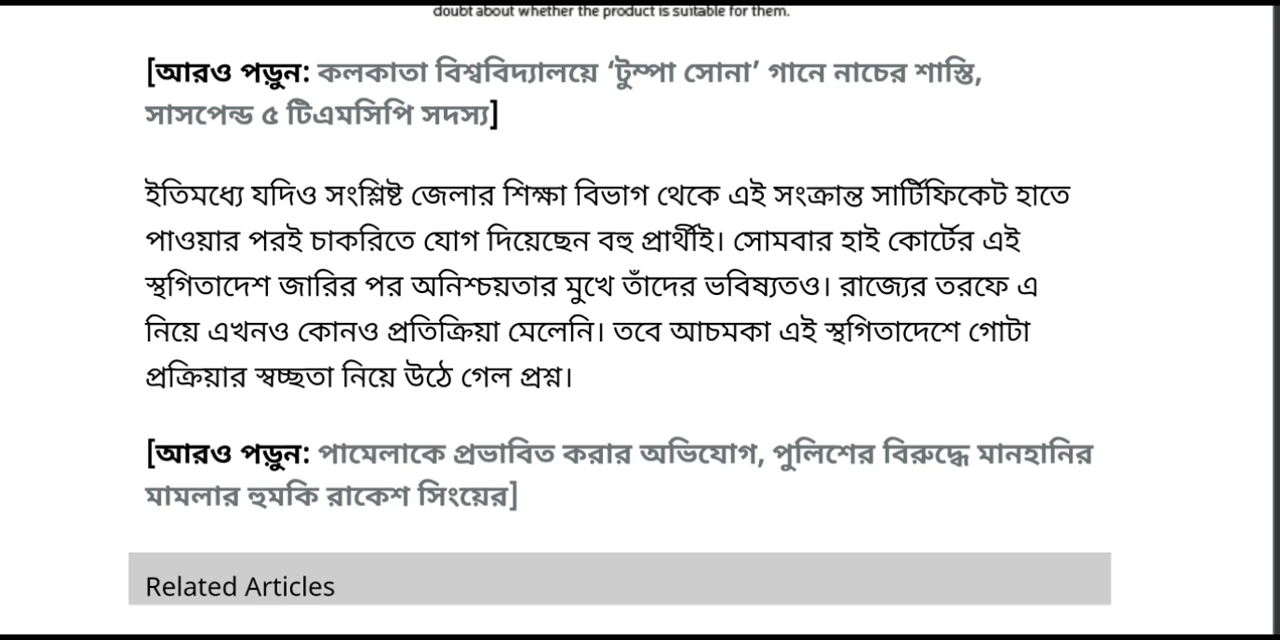 doubt about whether the product is suitable for them.
[আরও পড়ুন: কলকাতা বিশ্ববিদ্যালয়ে ‘টুম্পা সোনা’ গানে নাচের শাস্তি,
সাসপেন্ড ৫ টিএমসিপি সদস্য]
ইতিমধ্যে যদিও সংশ্লিষ্ট জেলার শিক্ষা বিভাগ থেকে এই সংক্রান্ত সার্টিফিকেট হাতে
পাওয়ার পরই চাকরিতে যোগ দিয়েছেন বহু প্রার্থীই। সোমবার হাই কোর্টের এই
স্থগিতাদেশ জারির পর অনিশ্চয়তার মুখে তাঁদের ভবিষ্যতও। রাজ্যের তরফে এ
নিয়ে এখনও কোনও প্রতিক্রিয়া মেলেনি। তবে আচমকা এই স্থগিতাদেশে গোটা
প্রক্রিয়ার স্বচ্ছতা নিয়ে উঠে গেল প্রশ্ন।
[আরও পড়ুন: পামেলাকে প্রভাবিত করার অভিযোগ, পুলিশের বিরুদ্ধে মানহানির
মামলার হুমকি রাকেশ সিংয়ের]
Related Articles